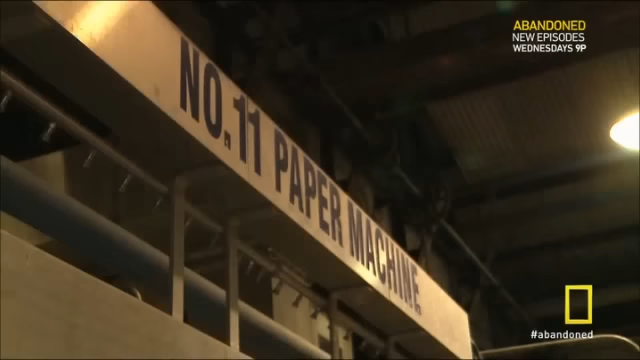 ABANDONED
NEW EPISODES
WEDNESDAYS 9P
NO.11 PAPER MACHINE
#abandoned